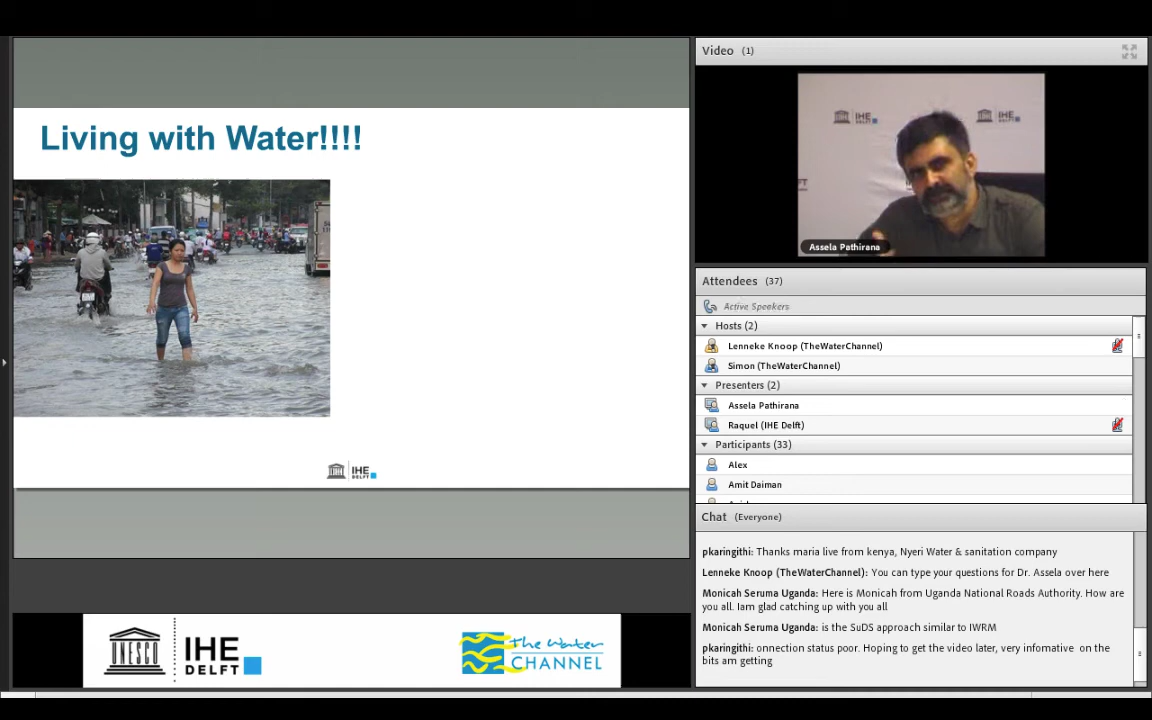 Living with Water!!!!
IHE
DELFT
Video (1)
IHE
IHE
Assela Pathirana
Attendees (37)
Active Speakers
Hosts (2)
Lenneke Knoop (TheWaterChannel)
Simon (TheWaterChannel)
Presenters (2)
Assela Pathirana
Raquel (IHE Delft)
Participants (33)
Alex
Amit Daiman
Chat (Everyone)
pkaringithi: Thanks maria live from kenya, Nyeri Water & sanitation company
Lenneke Knoop (TheWaterChannel): You can type your questions for Dr. Assela over here
Monicah Seruma Uganda: Here is Monicah from Uganda National Roads Authority. How are
you all. Iam glad catching up with you all
Monicah Seruma Uganda: is the SuDS approach similar to IWRM
pkaringithi: onnection status poor. Hoping to get the video later, very infomative on the
bits am getting
UNESCO
IHE
DELFT
The Water
CHANNEL